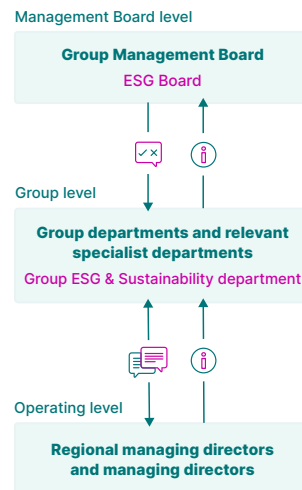 Management Board level
Group Management Board
ESG Board
Group level
Group departments and relevant
specialist departments
Group ESG & Sustainability department
Operating level
Regional managing directors
and managing directors